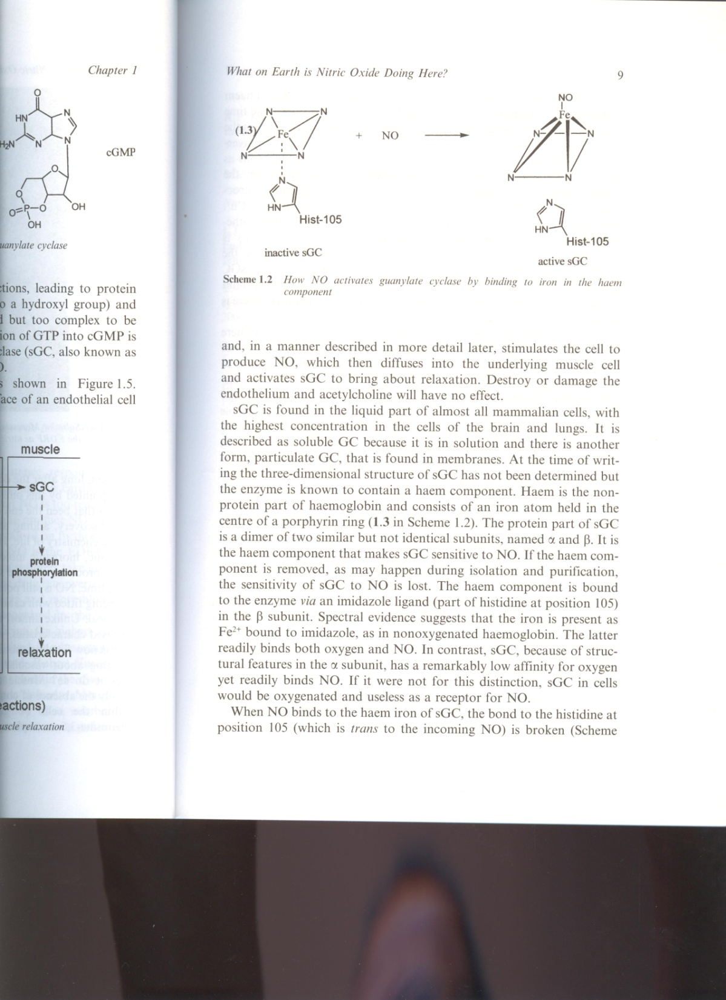 Chapter 1
O
HN
N
H₂N
N
N
cGMP
O
O
O=P—O
OH
OH
guanylate cyclase
leading to protein
a hydroxyl group) and
but too complex to be
of GTP into cGMP is
(sGC, also known as
shown in Figure 1.5.
of an endothelial cell
muscle
sGC
protein
phosphorylation
relaxation
relaxation
What on Earth is Nitric Oxide Doing Here?
9
N
N
(1.3)
Fe
N
N
N
HN
Hist-105
inactive sGC
+ NO
NO
Fe
N
N
N
N
N
HN
Hist-105
active sGC
Scheme 1.2 How NO activates guanylate cyclase by binding to iron in the haem
component
and, in a manner described in more detail later, stimulates the cell to
produce NO, which then diffuses into the underlying muscle cell
and activates sGC to bring about relaxation. Destroy or damage the
endothelium and acetylcholine will have no effect.
sGC is found in the liquid part of almost all mammalian cells, with
the highest concentration in the cells of the brain and lungs. It is
described as soluble GC because it is in solution and there is another
form, particulate GC, that is found in membranes. At the time of writ-
ing the three-dimensional structure of sGC has not been determined but
the enzyme is known to contain a haem component. Haem is the non-
protein part of haemoglobin and consists of an iron atom held in the
centre of a porphyrin ring (1.3 in Scheme 1.2). The protein part of sGC
is a dimer of two similar but not identical subunits, named α and β. It is
the haem component that makes sGC sensitive to NO. If the haem com-
ponent is removed, as may happen during isolation and purification,
the sensitivity of sGC to NO is lost. The haem component is bound
to the enzyme via an imidazole ligand (part of histidine at position 105)
in the β subunit. Spectral evidence suggests that the iron is present as
Fe²⁺ bound to imidazole, as in nonoxygenated haemoglobin. The latter
readily binds both oxygen and NO. In contrast, sGC, because of struc-
tural features in the α subunit, has a remarkably low affinity for oxygen
yet readily binds NO. If it were not for this distinction, sGC in cells
would be oxygenated and useless as a receptor for NO.
When NO binds to the haem iron of sGC, the bond to the histidine at
position 105 (which is trans to the incoming NO) is broken (Scheme